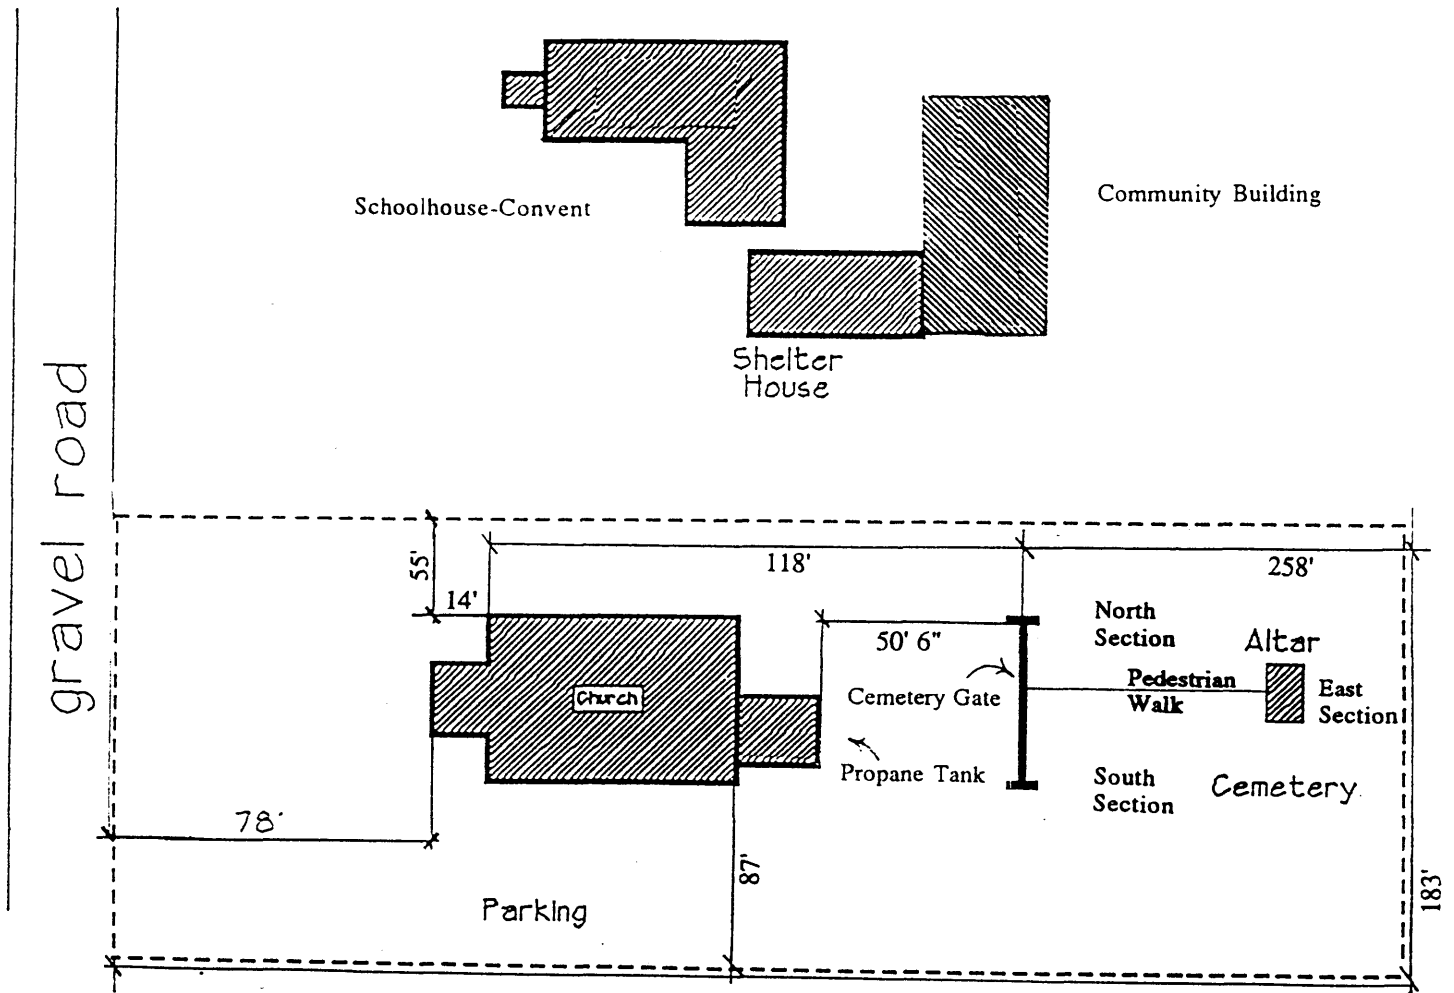 Schoolhouse-Convent
Community Building
Shelter
House
gravel road
55'
118'
258'
14'
50' 6"
North
Section
Altar
Church
Cemetery Gate
Pedestrian
Walk
East
Section
Propane Tank
South
Section
Cemetery
78'
87'
183'
Parking